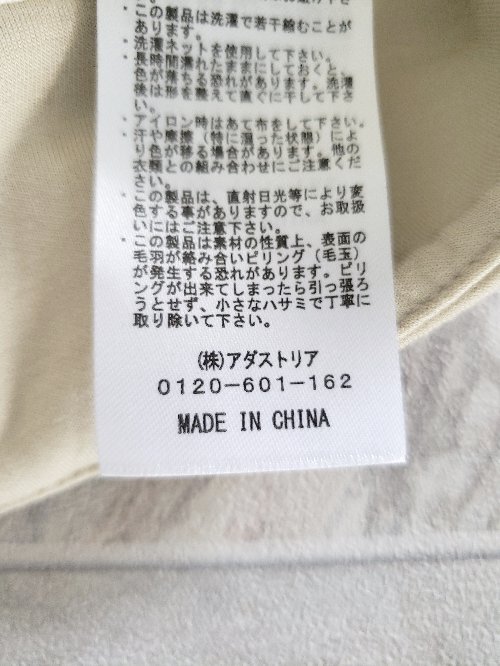 ・この製品は洗濯で若干縮むことが
あります。
・洗濯ネットを使用して下さい。
・長時間濡れたままにしておくと、
色が落ちる恐れがあります。洗濯
後は形を整えて直ぐに干して下さ
い。
・アイロン時はあて布をして下さい。
・汗や摩擦（特に湿った状態）によ
り色が移る場合があります。他の
衣類との組み合わせにご注意くだ
さい。
・この製品は、直射日光等により変
色する事がありますので、お取扱
いにはご注意下さい。
・この製品は素材の性質上、表面の
毛羽が絡み合いピリング（毛玉）
が発生する恐れがあります。ピリ
ングが出来てしまったら引っ張ろ
うとせず、小さなハサミで丁寧に
取り除いて下さい。
(株)アダストリア
0120-601-162
MADE IN CHINA